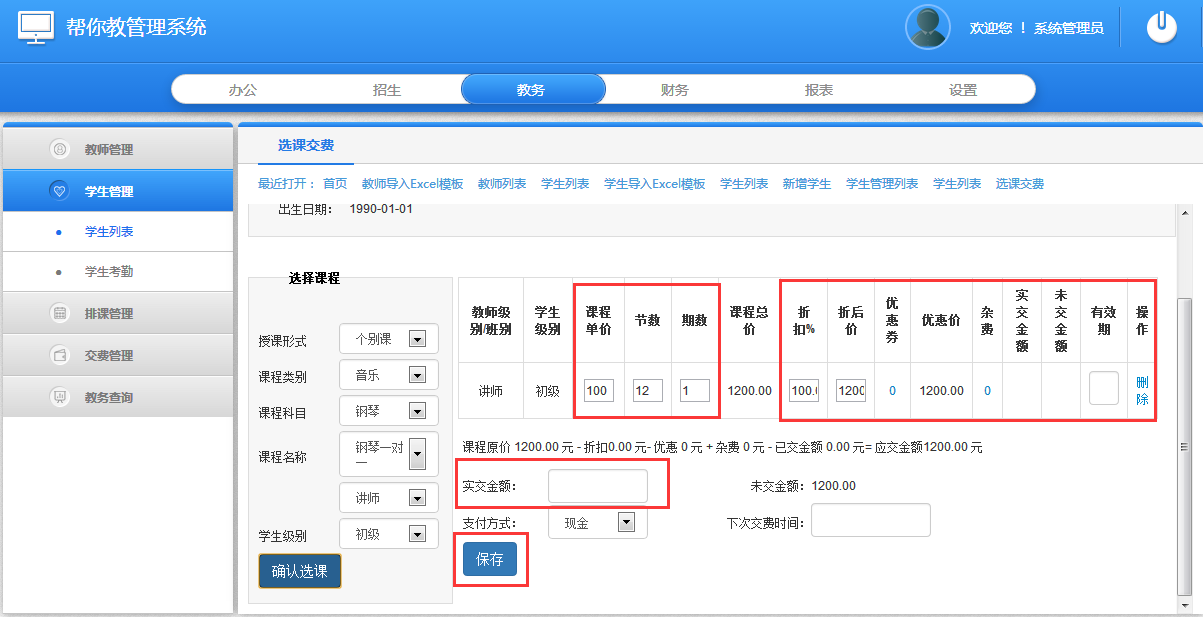 帮你教管理系统
欢迎您 ！ 系统管理员
办公 招生 教务 财务 报表 设置
教师管理
学生管理
学生列表
学生考勤
排课管理
交费管理
教务查询
选课交费
最近打开： 首页 教师导入Excel模板 教师列表 学生列表 学生导入Excel模板 学生列表 新增学生 学生管理列表 学生列表 选课交费
出生日期： 1990-01-01
选择课程
授课形式 个别课
课程类别 音乐
课程科目 钢琴
课程名称 钢琴一对
一
讲师
学生级别 初级
确认选课
教师级 学生 课程 节数 期数 课程总 折 折后 优 优惠价 杂 实 未 有效 操
别/班别 级别 单价 价 扣% 价 惠 费 交 交 期 作
券 金 金
额 额
讲师 初级 100 12 1 1200.00 100.0 1200 0 1200.00 0 删
除
课程原价 1200.00 元 - 折扣0.00 元- 优惠 0 元 + 杂费 0 元 - 已交金额 0.00 元= 应交金额1200.00 元
实交金额： 未交金额： 1200.00
支付方式： 现金 下次交费时间：
保存